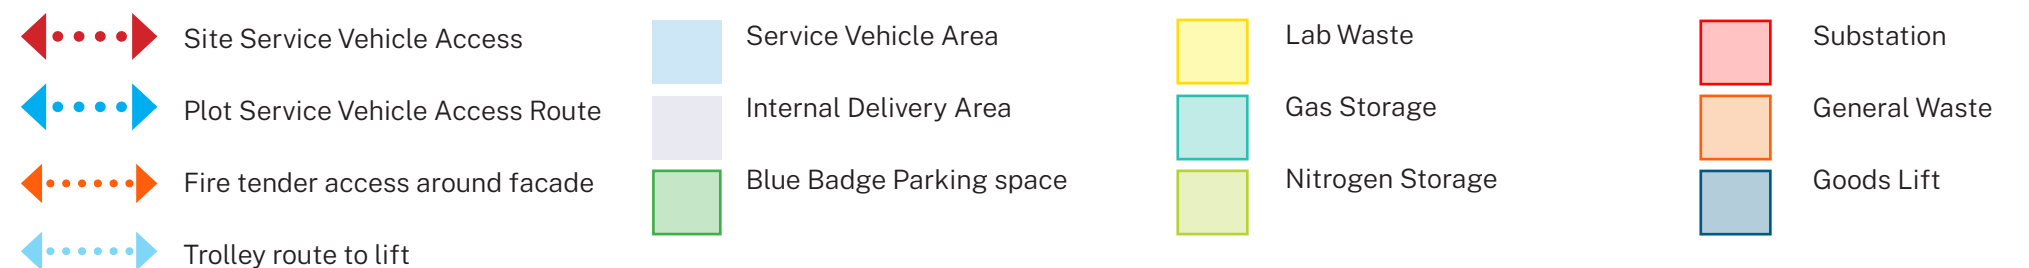 Site Service Vehicle Access
Plot Service Vehicle Access Route
Fire tender access around facade
Trolley route to lift
Service Vehicle Area
Internal Delivery Area
Blue Badge Parking space
Lab Waste
Gas Storage
Nitrogen Storage
Substation
General Waste
Goods Lift